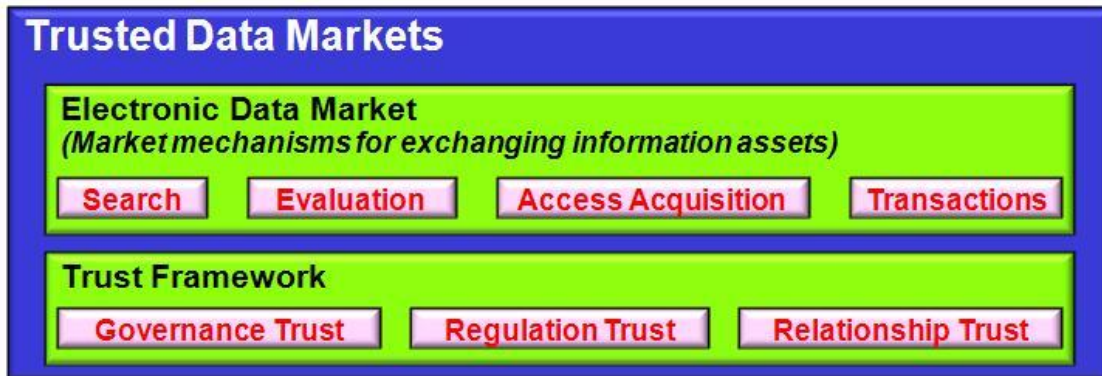 Trusted Data Markets
Electronic Data Market
(Market mechanisms for exchanging information assets)
Search Evaluation Access Acquisition Transactions
Trust Framework
Governance Trust Regulation Trust Relationship Trust